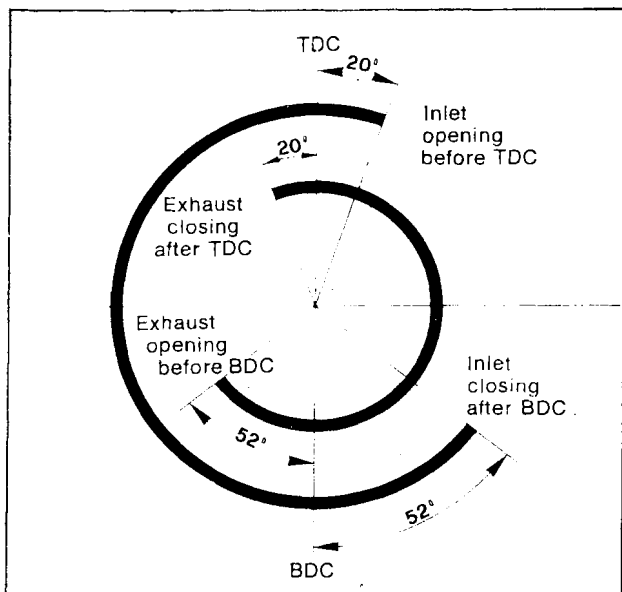 TDC
20°
Inlet
opening
before TDC
20°
Exhaust
closing
after TDC
Exhaust
opening
before BDC
Inlet
closing
after BDC
52°
52°
BDC